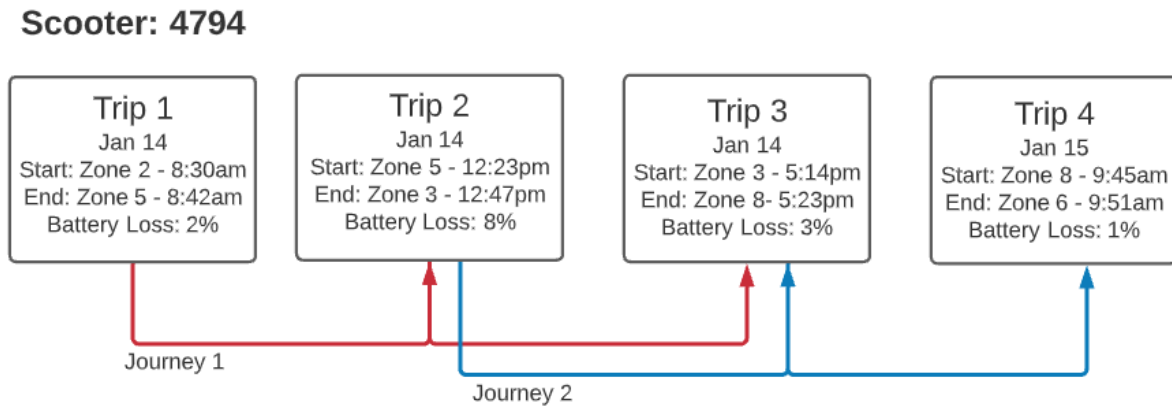 Scooter: 4794
Trip 1
Jan 14
Start: Zone 2 - 8:30am
End: Zone 5 - 8:42am
Battery Loss: 2%
Trip 2
Jan 14
Start: Zone 5 - 12:23pm
End: Zone 3 - 12:47pm
Battery Loss: 8%
Trip 3
Jan 14
Start: Zone 3 - 5:14pm
End: Zone 8- 5:23pm
Battery Loss: 3%
Trip 4
Jan 15
Start: Zone 8 - 9:45am
End: Zone 6 - 9:51am
Battery Loss: 1%
Journey 1
Journey 2